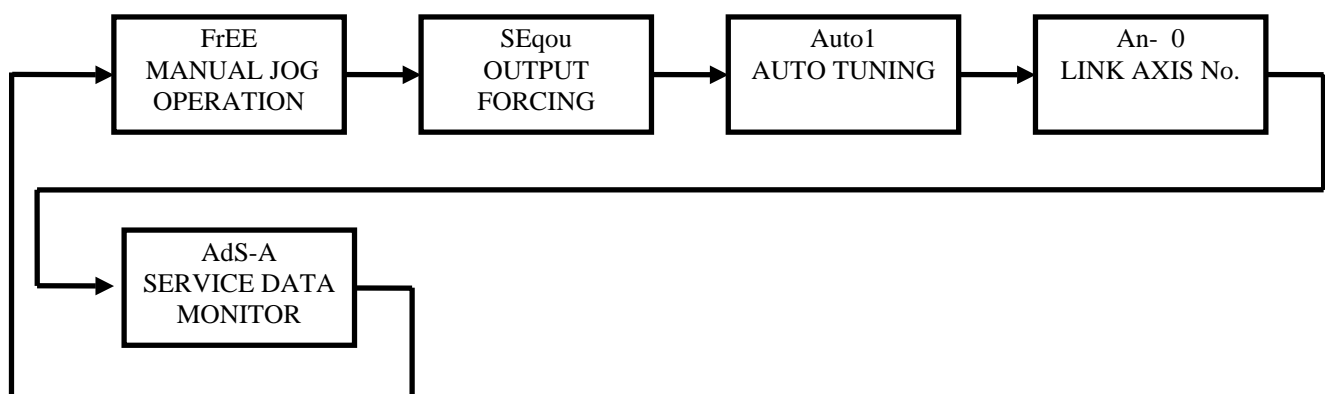 FrEE
MANUAL JOG
OPERATION
SEqou
OUTPUT
FORCING
Auto1
AUTO TUNING
An- 0
LINK AXIS No.
AdS-A
SERVICE DATA
MONITOR